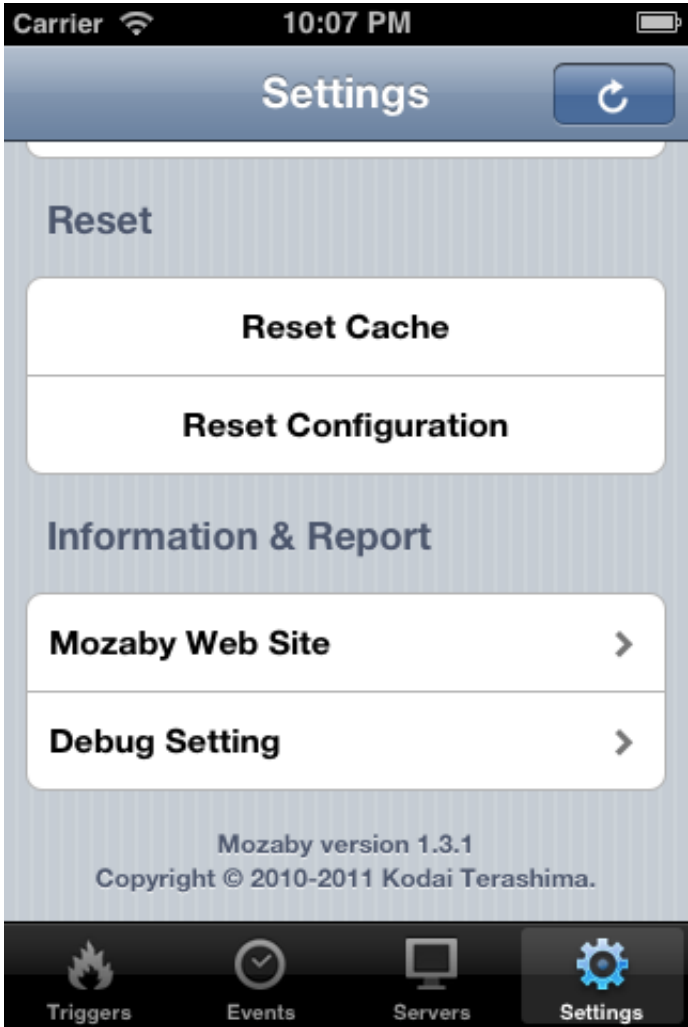 Carrier 10:07 PM
Settings
Reset
Reset Cache
Reset Configuration
Information & Report
Mozaby Web Site
Debug Setting
Mozaby version 1.3.1
Copyright © 2010-2011 Kodai Terashima.
Triggers Events Servers Settings